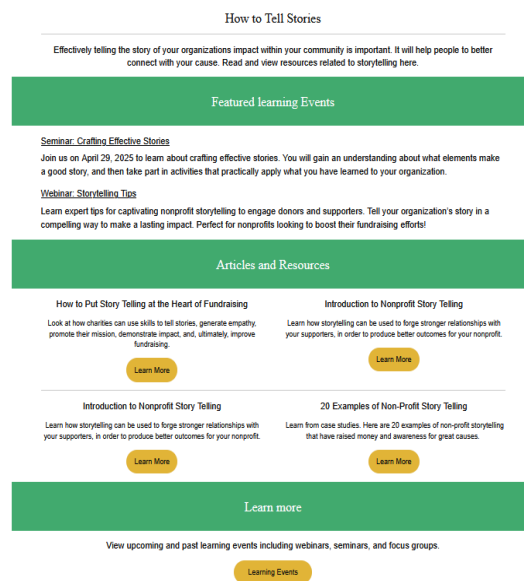 How to Tell Stories
Effectively telling the story of your organizations impact within your community is important. It will help people to better
connect with your cause. Read and view resources related to storytelling here.
Featured learning Events
Seminar: Crafting Effective Stories
Join us on April 29, 2025 to learn about crafting effective stories. You will gain an understanding about what elements make
a good story, and then take part in activities that practically apply what you have learned to your organization.
Webinar: Storytelling Tips
Learn expert tips for captivating nonprofit storytelling to engage donors and supporters. Tell your organization's story in a
compelling way to make a lasting impact. Perfect for nonprofits looking to boost their fundraising efforts!
Articles and Resources
How to Put Story Telling at the Heart of Fundraising
Look at how charities can use skills to tell stories, generate empathy,
promote their mission, demonstrate impact, and, ultimately, improve
fundraising.
Learn More
Introduction to Nonprofit Story Telling
Learn how storytelling can be used to forge stronger relationships with
your supporters, in order to produce better outcomes for your nonprofit.
Learn More
Introduction to Nonprofit Story Telling
Learn how storytelling can be used to forge stronger relationships with
your supporters, in order to produce better outcomes for your nonprofit.
Learn More
20 Examples of Non-Profit Story Telling
Learn from case studies. Here are 20 examples of non-profit storytelling
that have raised money and awareness for great causes.
Learn More
Learn more
View upcoming and past learning events including webinars, seminars, and focus groups.
Learning Events